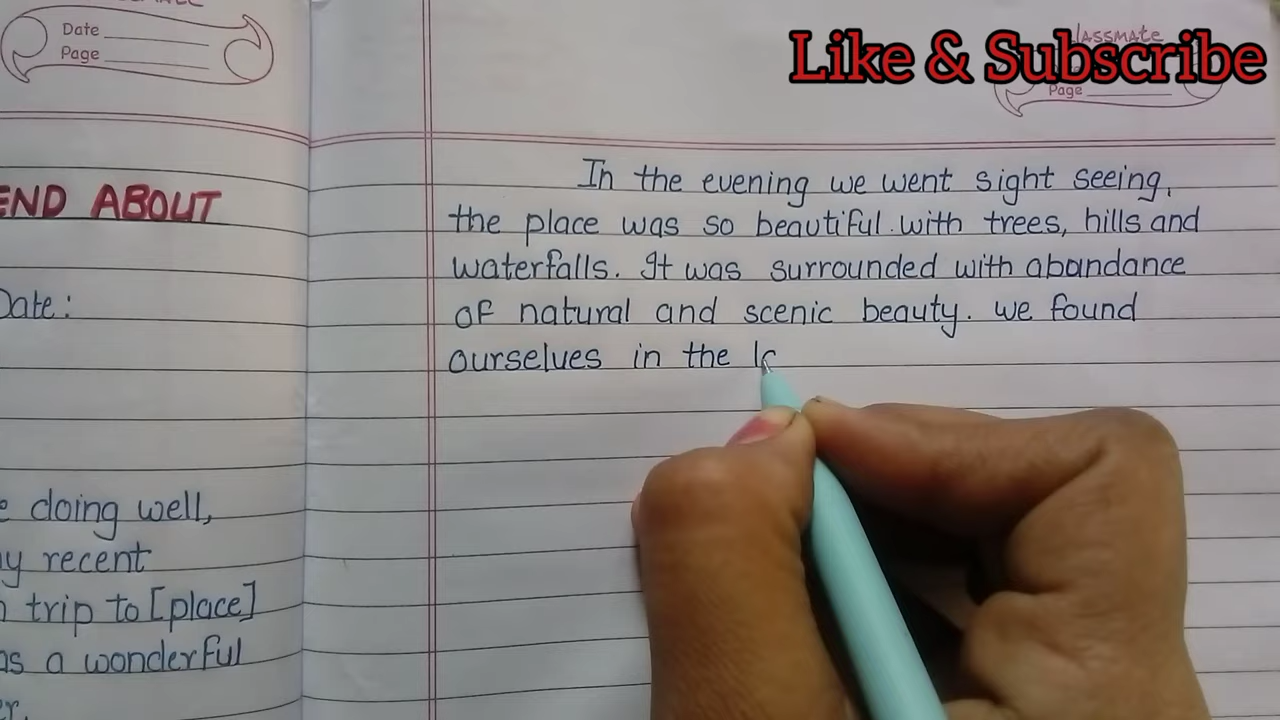 Date
Page
END ABOUT
Date:
doing well,
recent
trip to [place]
a wonderful
Like & Subscribe
classmate
Page
In the evening we went sight seeing.
the place was so beautiful with trees, hills and
waterfalls. It was surrounded with abandance
of natural and scenic beauty. we found
ourselves in the